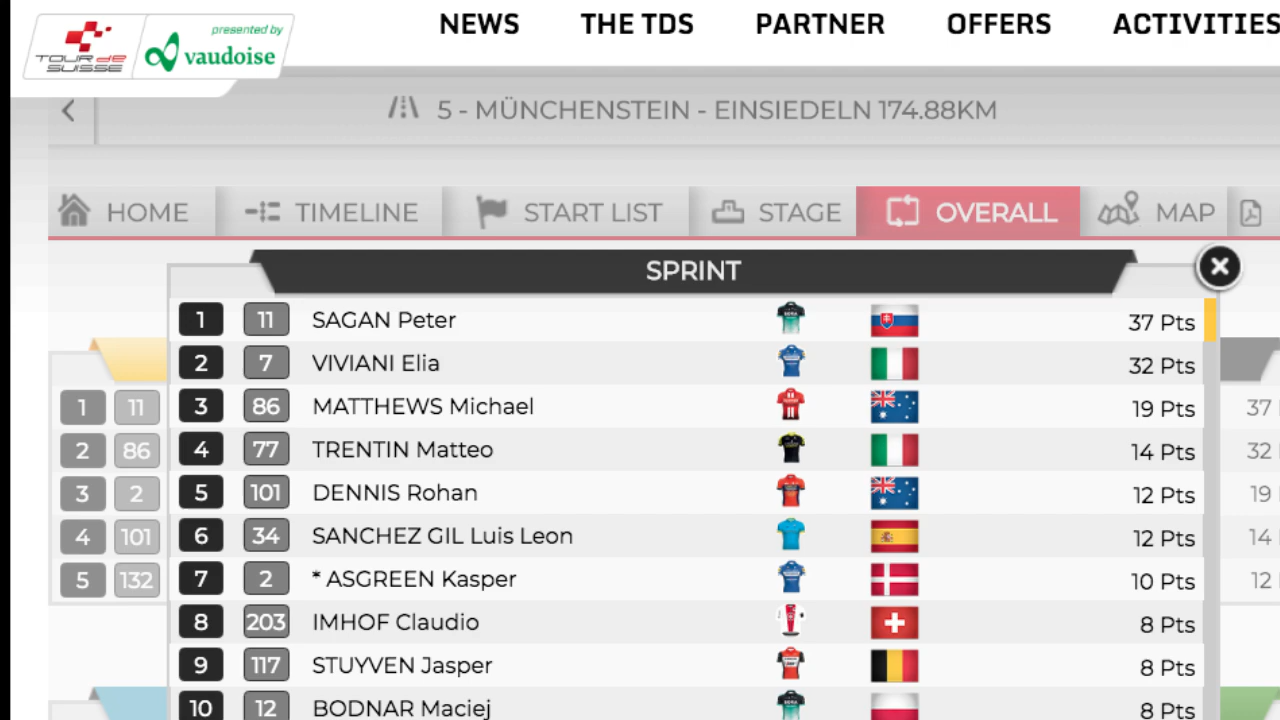 NEWS THE TDS PARTNER OFFERS ACTIVITIES
TOUR de SUISSE presented by vaudoise
5 - MÜNCHENSTEIN - EINSIEDELN 174.88KM
HOME TIMELINE START LIST STAGE OVERALL MAP
SPRINT
1 11 SAGAN Peter 37 Pts
2 7 VIVIANI Elia 32 Pts
3 86 MATTHEWS Michael 19 Pts
4 77 TRENTIN Matteo 14 Pts
5 101 DENNIS Rohan 12 Pts
6 34 SANCHEZ GIL Luis Leon 12 Pts
7 2 * ASGREEN Kasper 10 Pts
8 203 IMHOF Claudio 8 Pts
9 117 STUYVEN Jasper 8 Pts
10 12 BODNAR Maciej 8 Pts
1 11 37
2 86 32
3 2 19
4 101 14
5 132 12